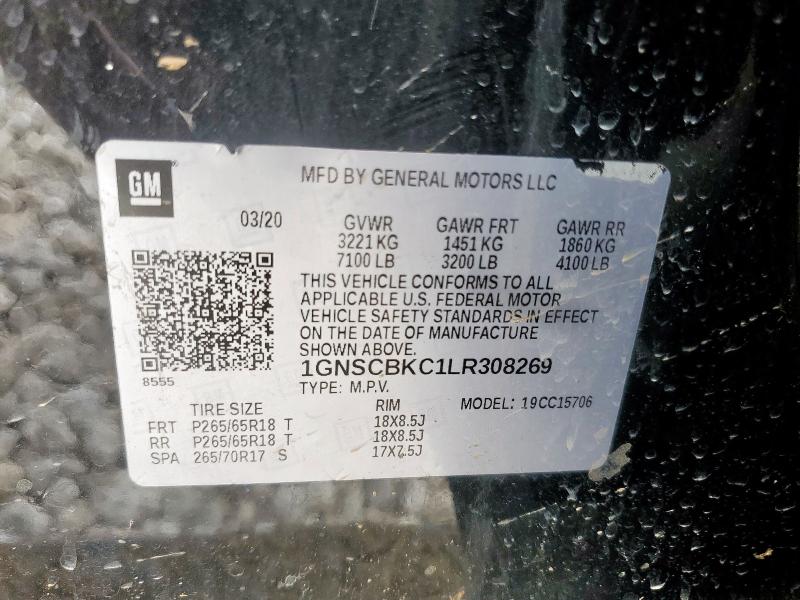 GM
MFD BY GENERAL MOTORS LLC
03/20 GVWR GAWR FRT GAWR RR
3221 KG 1451 KG 1860 KG
7100 LB 3200 LB 4100 LB
THIS VEHICLE CONFORMS TO ALL
APPLICABLE U.S. FEDERAL MOTOR
VEHICLE SAFETY STANDARDS IN EFFECT
ON THE DATE OF MANUFACTURE
SHOWN ABOVE.
1GNSCBKC1LR308269
8555
TYPE: M.P.V.
MODEL: 19CC15706
TIRE SIZE RIM
FRT P265/65R18 T 18X8.5J
RR P265/65R18 T 18X8.5J
SPA 265/70R17 S 17X7.5J